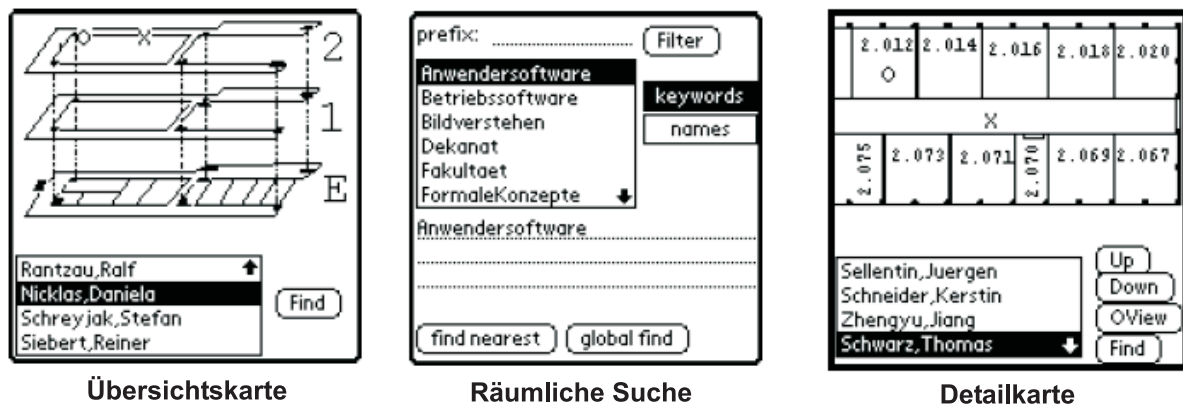 2
1
E
Rantzau,Ralf
Nicklas,Daniela
Schreyjak,Stefan
Siebert,Reiner
Find
Übersichtskarte
prefix:
Filter
Anwendersoftware
Betriebssoftware
Bildverstehen
Dekanat
Fakultaet
FormaleKonzepte
keywords
names
Anwendersoftware
find nearest
global find
Räumliche Suche
2.012 2.014 2.016 2.018 2.020
O
X
2.075 2.073 2.071 2.070 2.069 2.067
Sellentin,Juergen
Schneider,Kerstin
Zhengyu,Jiang
Schwarz,Thomas
Up
Down
OView
Find
Detailkarte